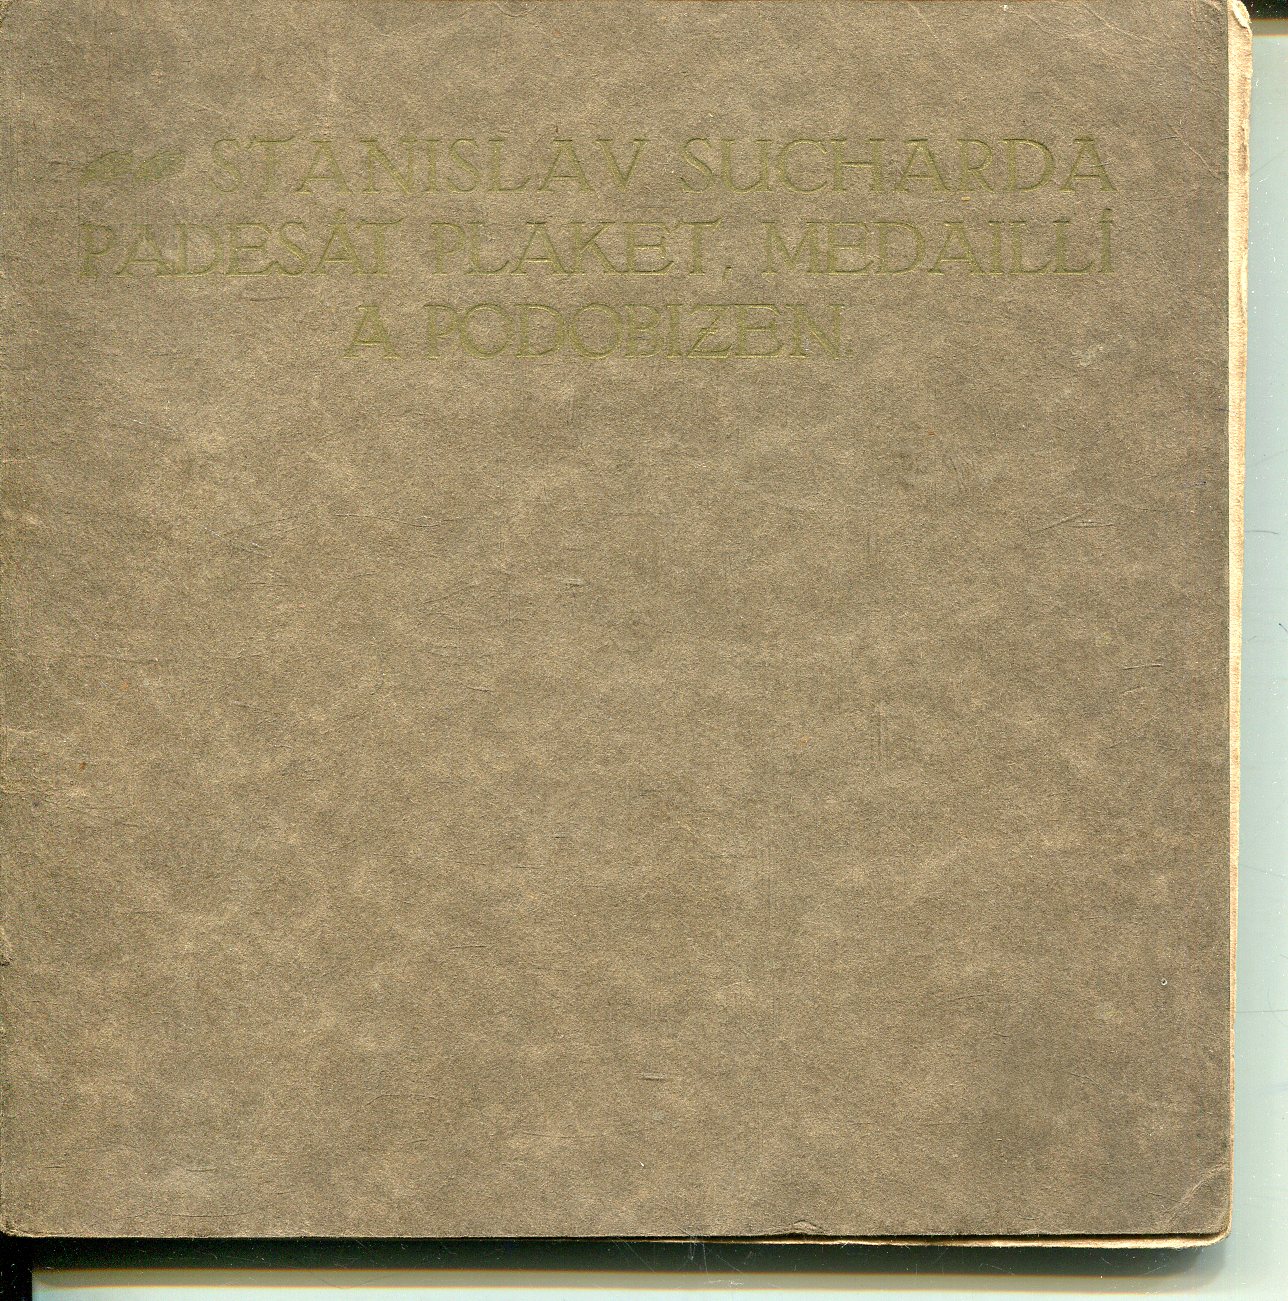 STANISLAV SUCHARDA
PADESÁT PLAKET, MEDAILLÍ
A PODOBIZEN.